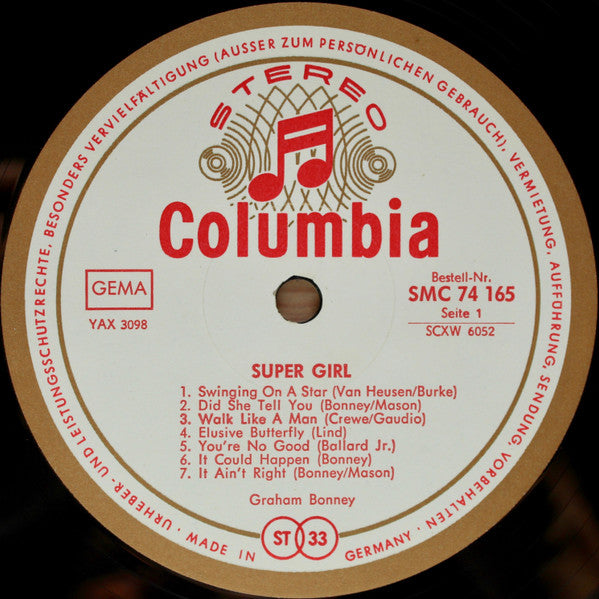 URHEBER- UND LEISTUNGSSCHUTZRECHTE, BESONDERS VERVIELFÄLTIGUNG (AUSSER ZUM PERSÖNLICHEN GEBRAUCH), VERMIETUNG, AUFFÜHRUNG, SENDUNG VORBEHALTEN ·
STEREO
Columbia
GEMA
YAX 3098
Bestell-Nr.
SMC 74 165
Seite 1
SCXW 6052
SUPER GIRL
1. Swinging On A Star (Van Heusen/Burke)
2. Did She Tell You (Bonney/Mason)
3. Walk Like A Man (Crewe/Gaudio)
4. Elusive Butterfly (Lind)
5. You're No Good (Ballard Jr.)
6. It Could Happen (Bonney)
7. It Ain't Right (Bonney/Mason)
Graham Bonney
· MADE IN ST 33 GERMANY ·